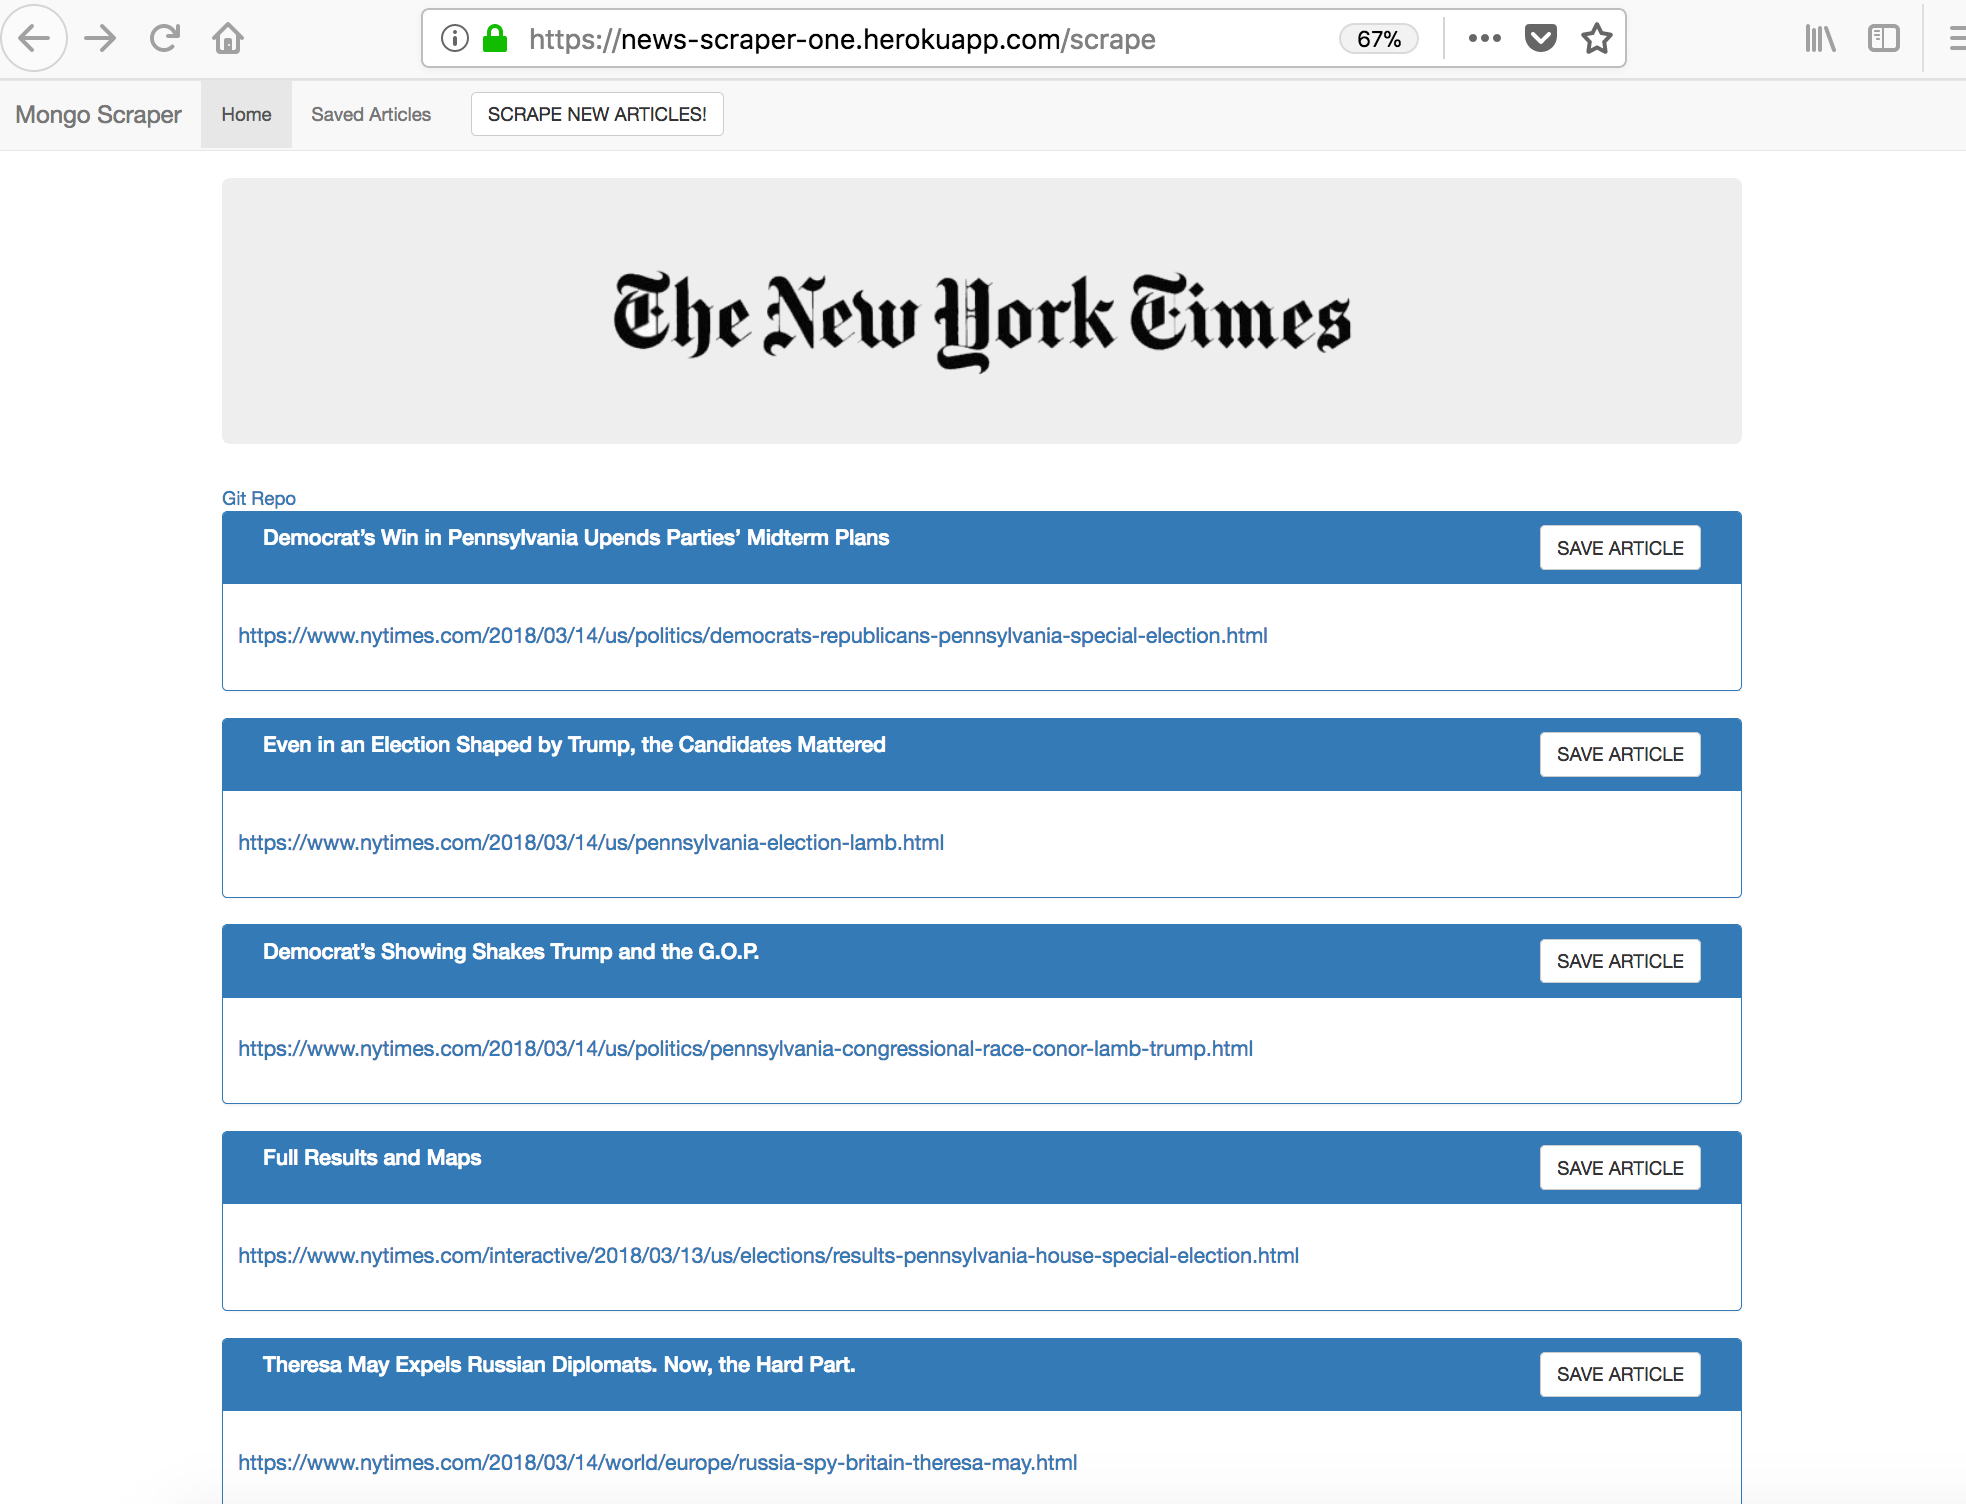 https://news-scraper-one.herokuapp.com/scrape 67%
Mongo Scraper Home Saved Articles SCRAPE NEW ARTICLES!
The New York Times
Git Repo
Democrat’s Win in Pennsylvania Upends Parties’ Midterm Plans SAVE ARTICLE
https://www.nytimes.com/2018/03/14/us/politics/democrats-republicans-pennsylvania-special-election.html
Even in an Election Shaped by Trump, the Candidates Mattered SAVE ARTICLE
https://www.nytimes.com/2018/03/14/us/pennsylvania-election-lamb.html
Democrat’s Showing Shakes Trump and the G.O.P. SAVE ARTICLE
https://www.nytimes.com/2018/03/14/us/politics/pennsylvania-congressional-race-conor-lamb-trump.html
Full Results and Maps SAVE ARTICLE
https://www.nytimes.com/interactive/2018/03/13/us/elections/results-pennsylvania-house-special-election.html
Theresa May Expels Russian Diplomats. Now, the Hard Part. SAVE ARTICLE
https://www.nytimes.com/2018/03/14/world/europe/russia-spy-britain-theresa-may.html